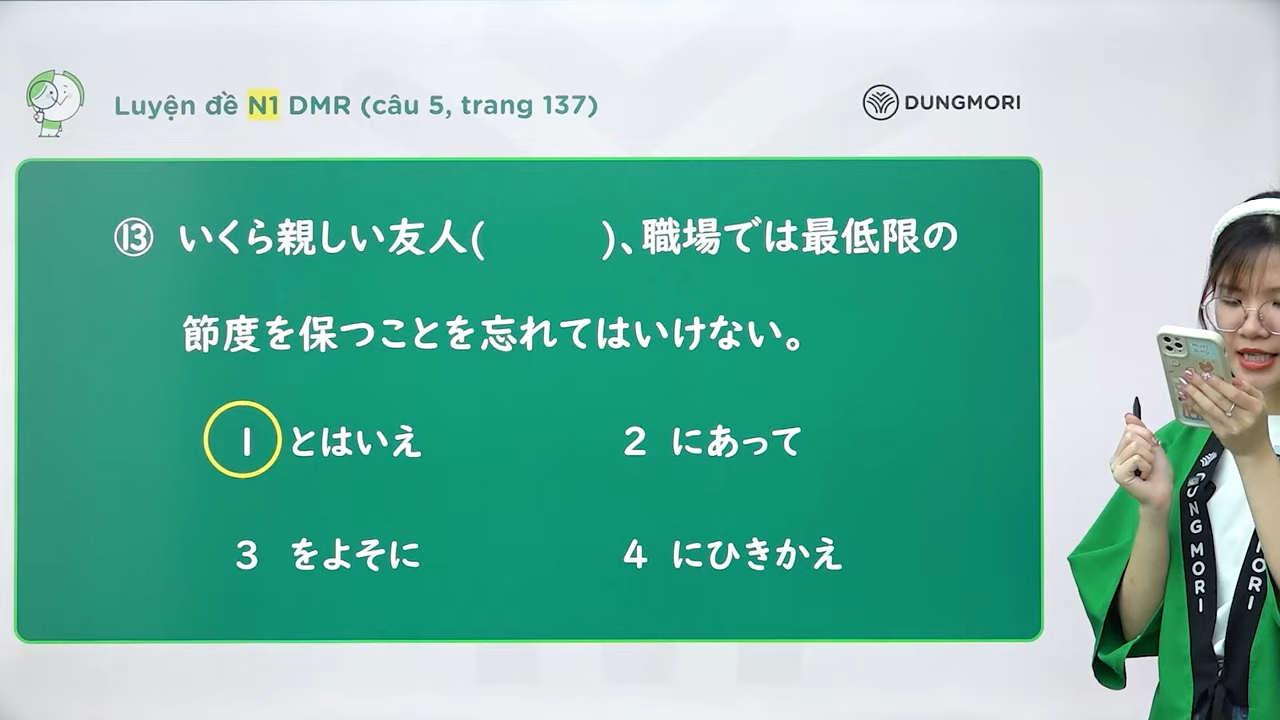 Luyện đề N1 DMR (câu 5, trang 137)
DUNGMORI
⑬ いくら親しい友人(　　　)、職場では最低限の
節度を保つことを忘れてはいけない。
1 とはいえ
2 にあって
3 をよそに
4 にひきかえ
DUNG MORI
MORI